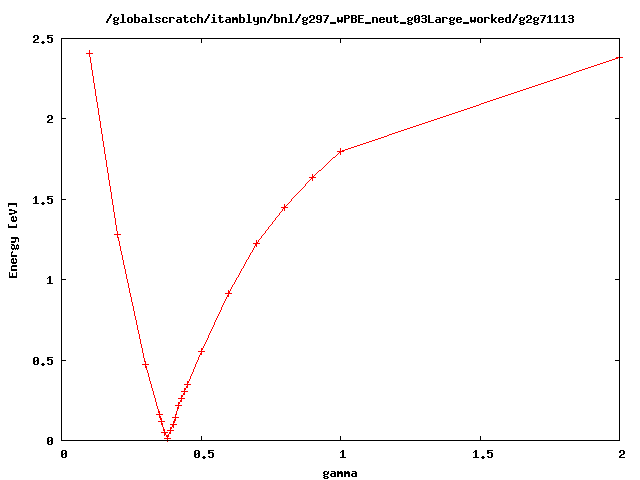 /globalscratch/itamblyn/bnl/g297_wPBE_neut_g03Large_worked/g2g71113
2.5
2
1.5
1
0.5
0
Energy [eV]
0 0.5 1 1.5 2
gamma